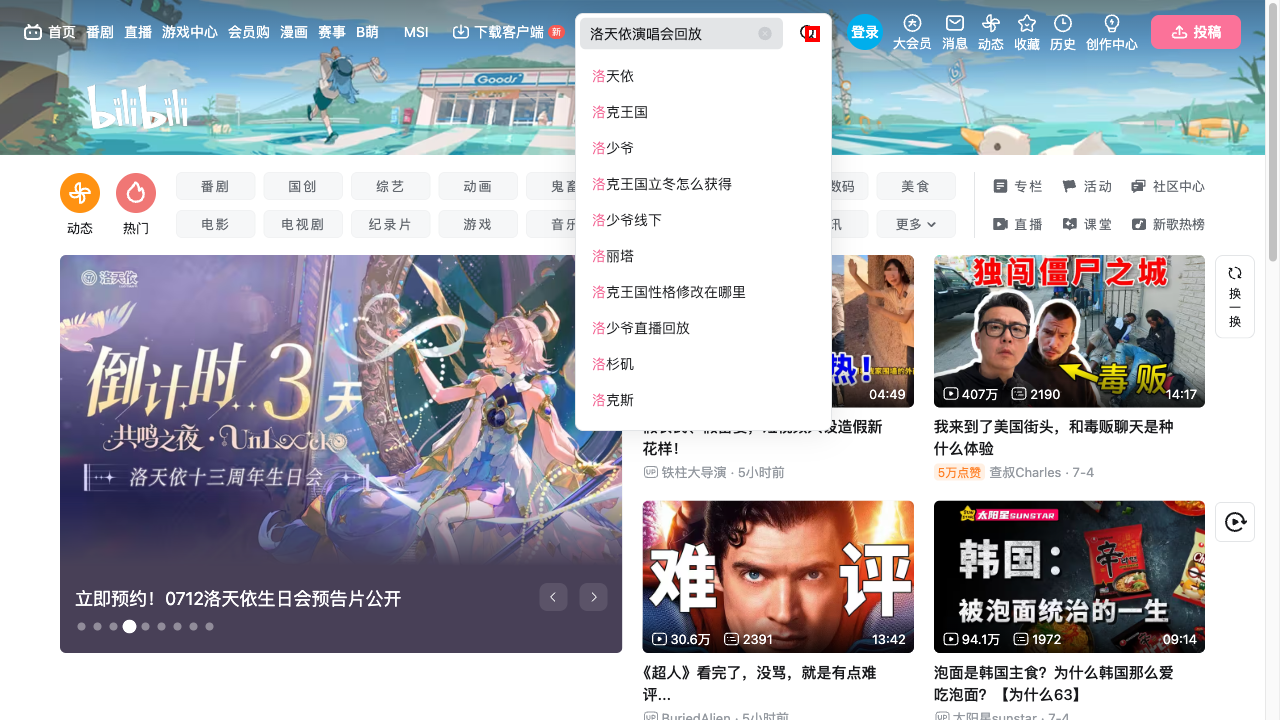 首页 番剧 直播 游戏中心 会员购 漫画 赛事 B萌 MSI 下载客户端 新
洛天依演唱会回放
登录 大会员 消息 动态 收藏 历史 创作中心 投稿
洛天依
洛克王国
洛少爷
洛克王国立冬怎么获得
洛少爷线下
洛丽塔
洛克王国性格修改在哪里
洛少爷直播回放
洛杉矶
洛克斯
bilibili
Goods
动态 热门
番剧 国创 综艺 动画 鬼畜 数码 美食
电影 电视剧 纪录片 游戏 音乐 讯 更多
专栏 活动 社区中心
直播 课堂 新歌热榜
洛天依
倒计时3天
共鸣之夜·UnLock
洛天依十三周年生日会
立即预约！0712洛天依生日会预告片公开
热！
04:49
花样！
铁柱大导演 · 5小时前
独闯僵尸之城
毒贩
407万 2190 14:17
我来到了美国街头，和毒贩聊天是种
什么体验
5万点赞 查叔Charles · 7-4
换一换
难评
30.6万 2391 13:42
《超人》看完了，没骂，就是有点难
评...
BuriedAlien · 5小时前
太阳星SUNSTAR
韩国：
被泡面统治的一生
94.1万 1972 09:14
泡面是韩国主食？为什么韩国那么爱
吃泡面？【为什么63】
太阳星sunstar · 7-4